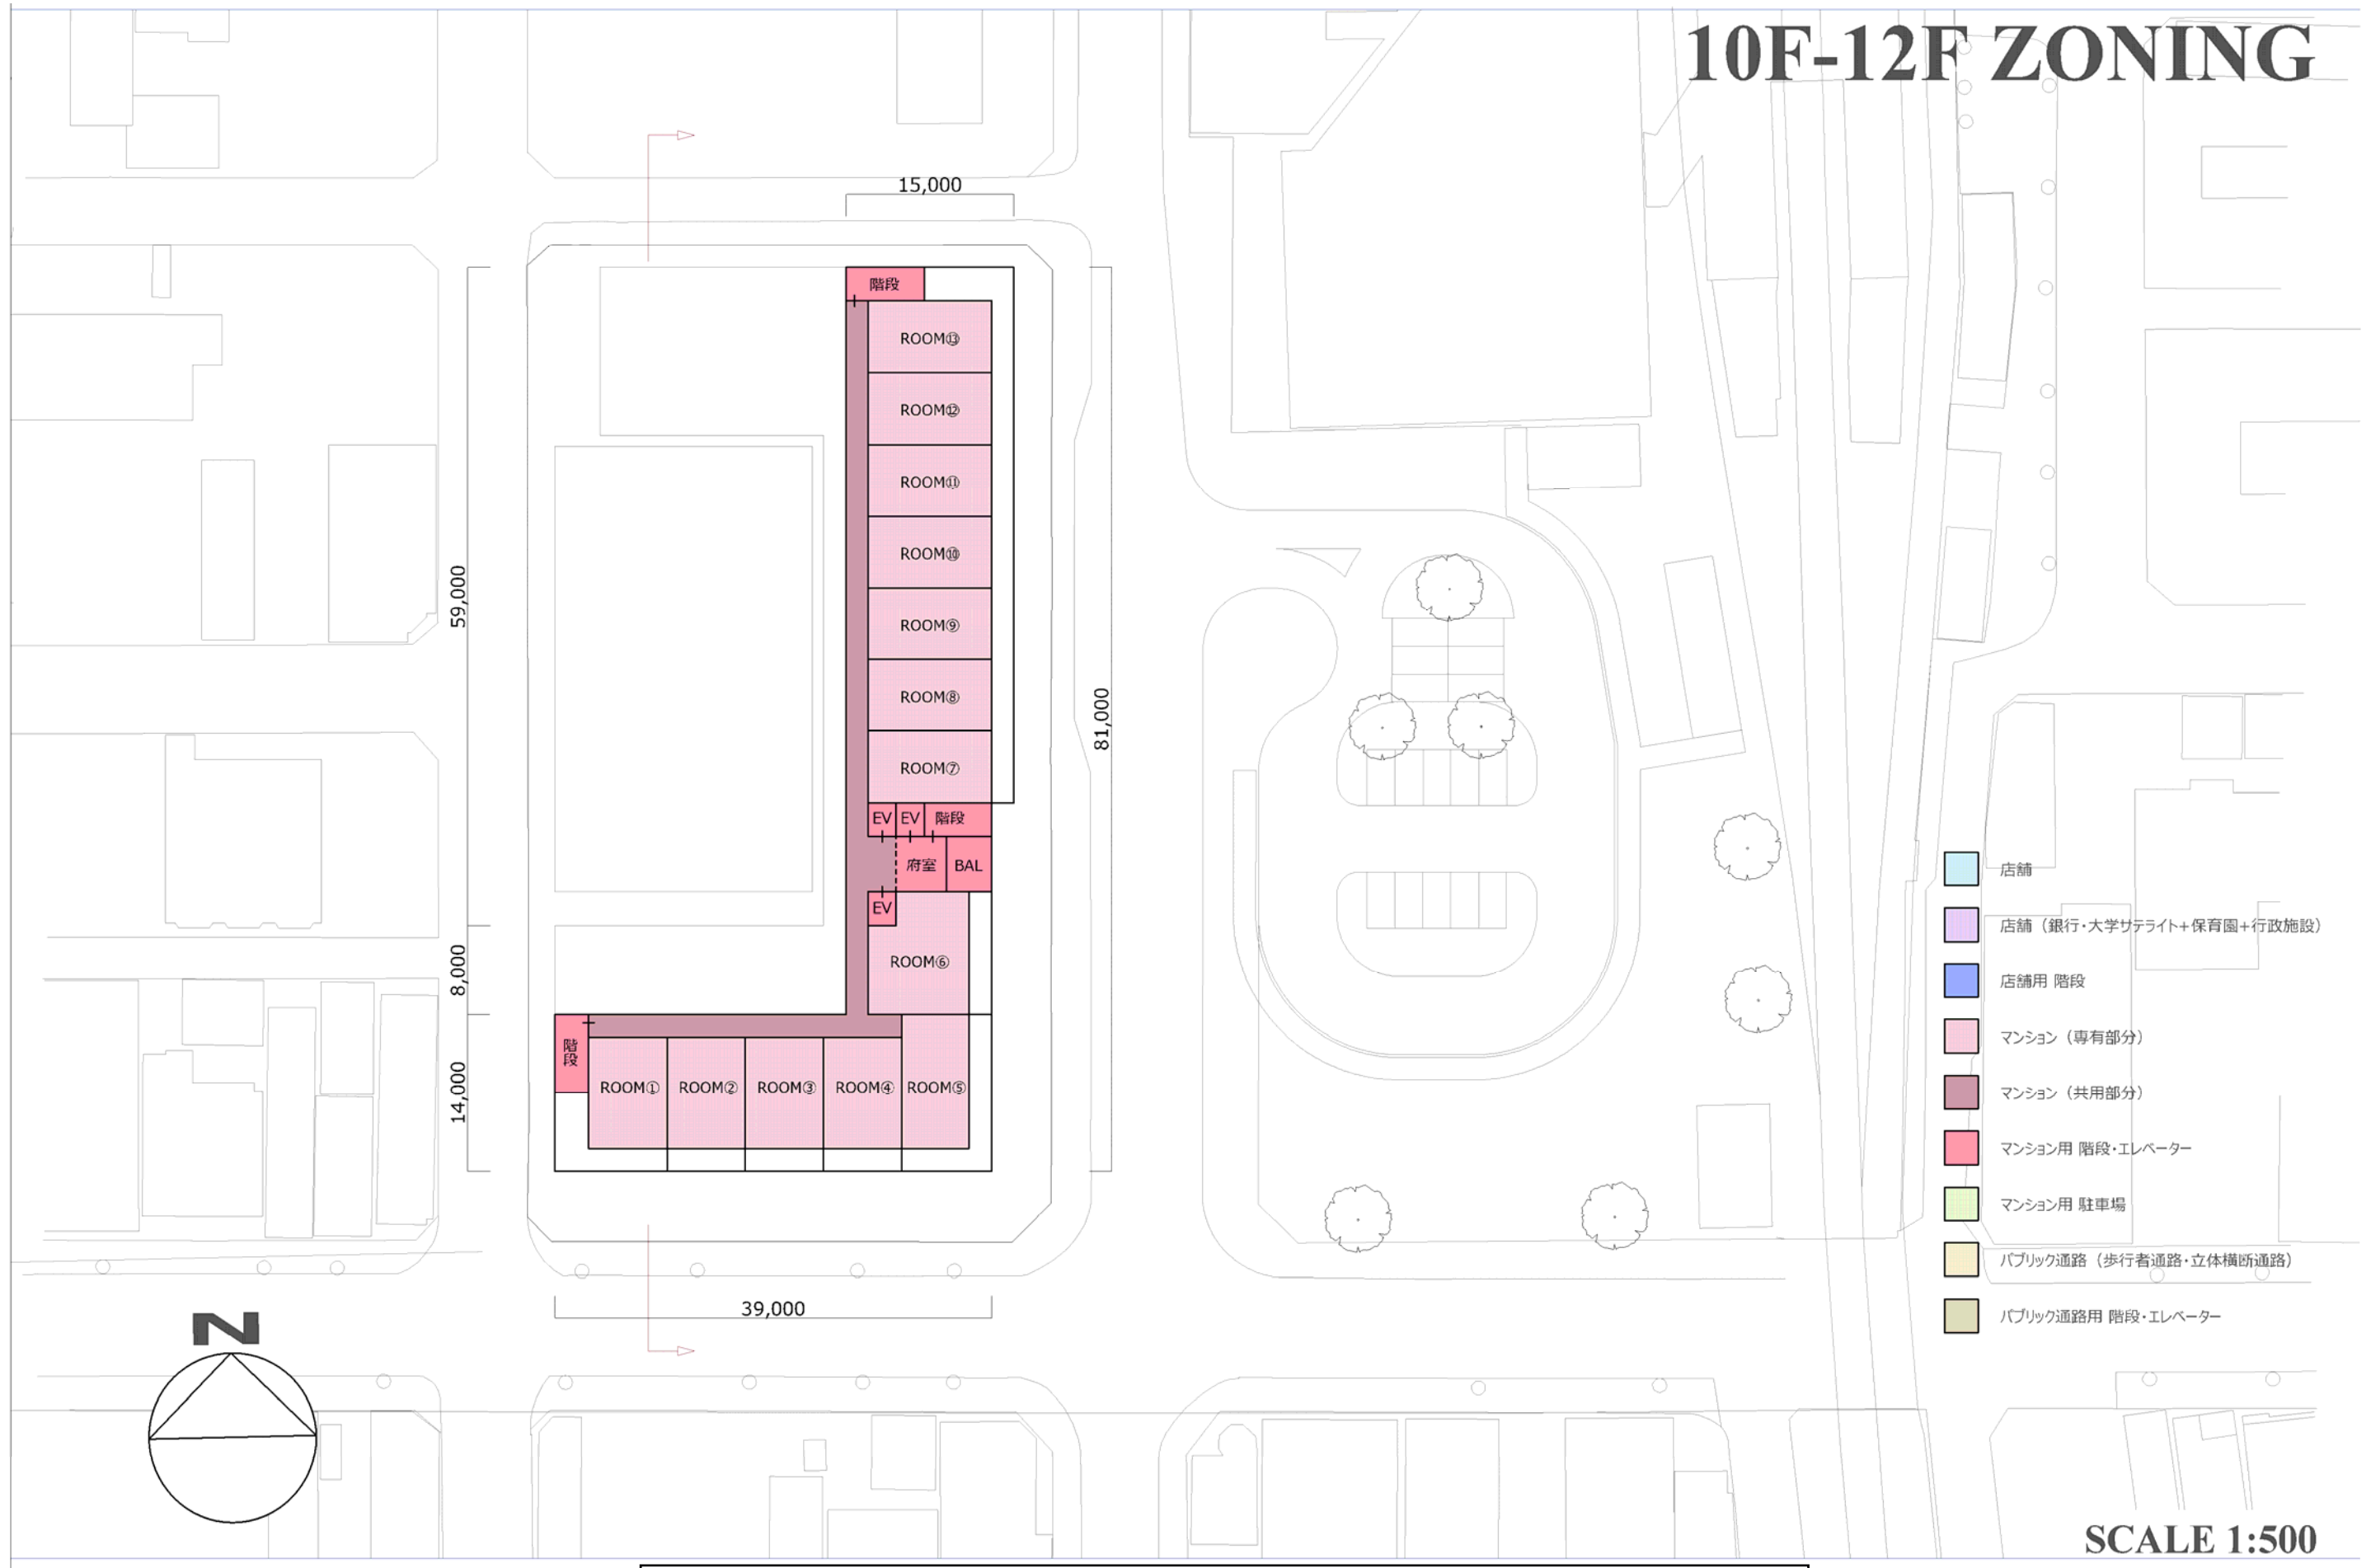 10F-12F ZONING
15,000
階段
ROOM⑬
ROOM⑫
ROOM⑪
ROOM⑩
ROOM⑨
ROOM⑧
ROOM⑦
EV EV 階段
府室 BAL
EV
ROOM⑥
階段
ROOM① ROOM② ROOM③ ROOM④ ROOM⑤
59,000
8,000
14,000
81,000
39,000
N
店舗
店舗（銀行・大学サテライト+保育園+行政施設）
店舗用 階段
マンション（専有部分）
マンション（共用部分）
マンション用 階段・エレベーター
マンション用 駐車場
パブリック通路（歩行者通路・立体横断通路）
パブリック通路用 階段・エレベーター
SCALE 1:500